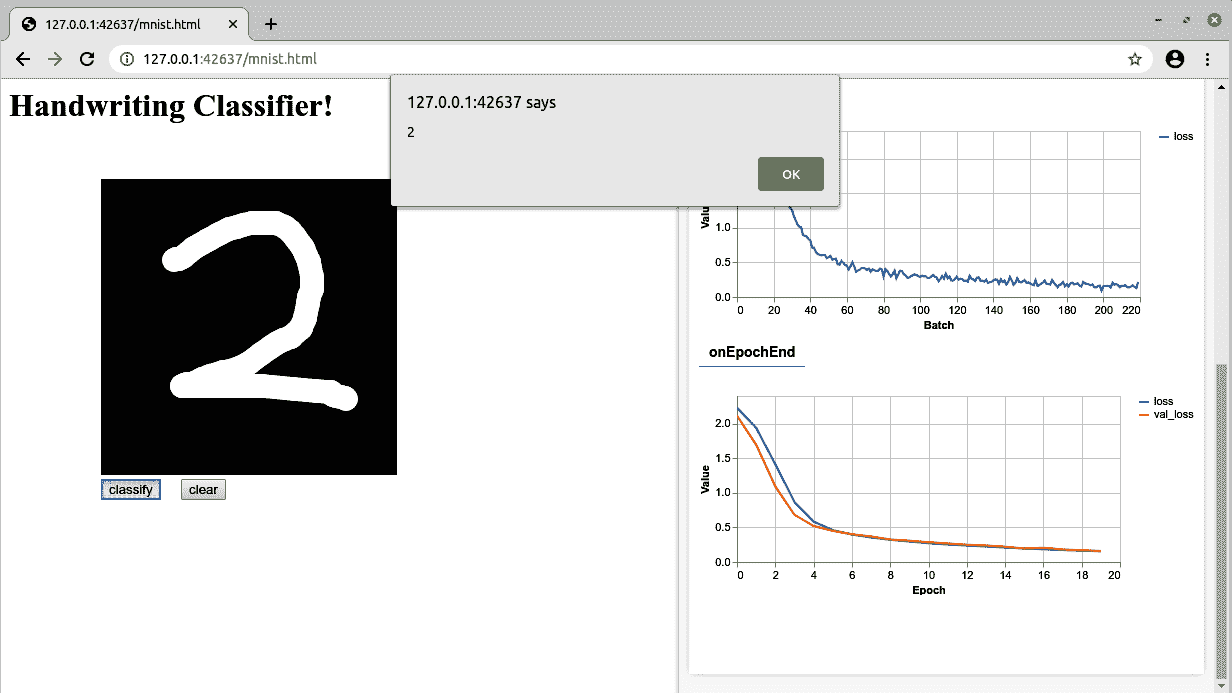 127.0.0.1:42637/mnist.html
127.0.0.1:42637/mnist.html
Handwriting Classifier!
127.0.0.1:42637 says
2
OK
2
classify
clear
loss
Value
1.0
0.5
0.0
0 20 40 60 80 100 120 140 160 180 200 220
Batch
onEpochEnd
loss
val_loss
Value
2.0
1.5
1.0
0.5
0.0
0 2 4 6 8 10 12 14 16 18 20
Epoch